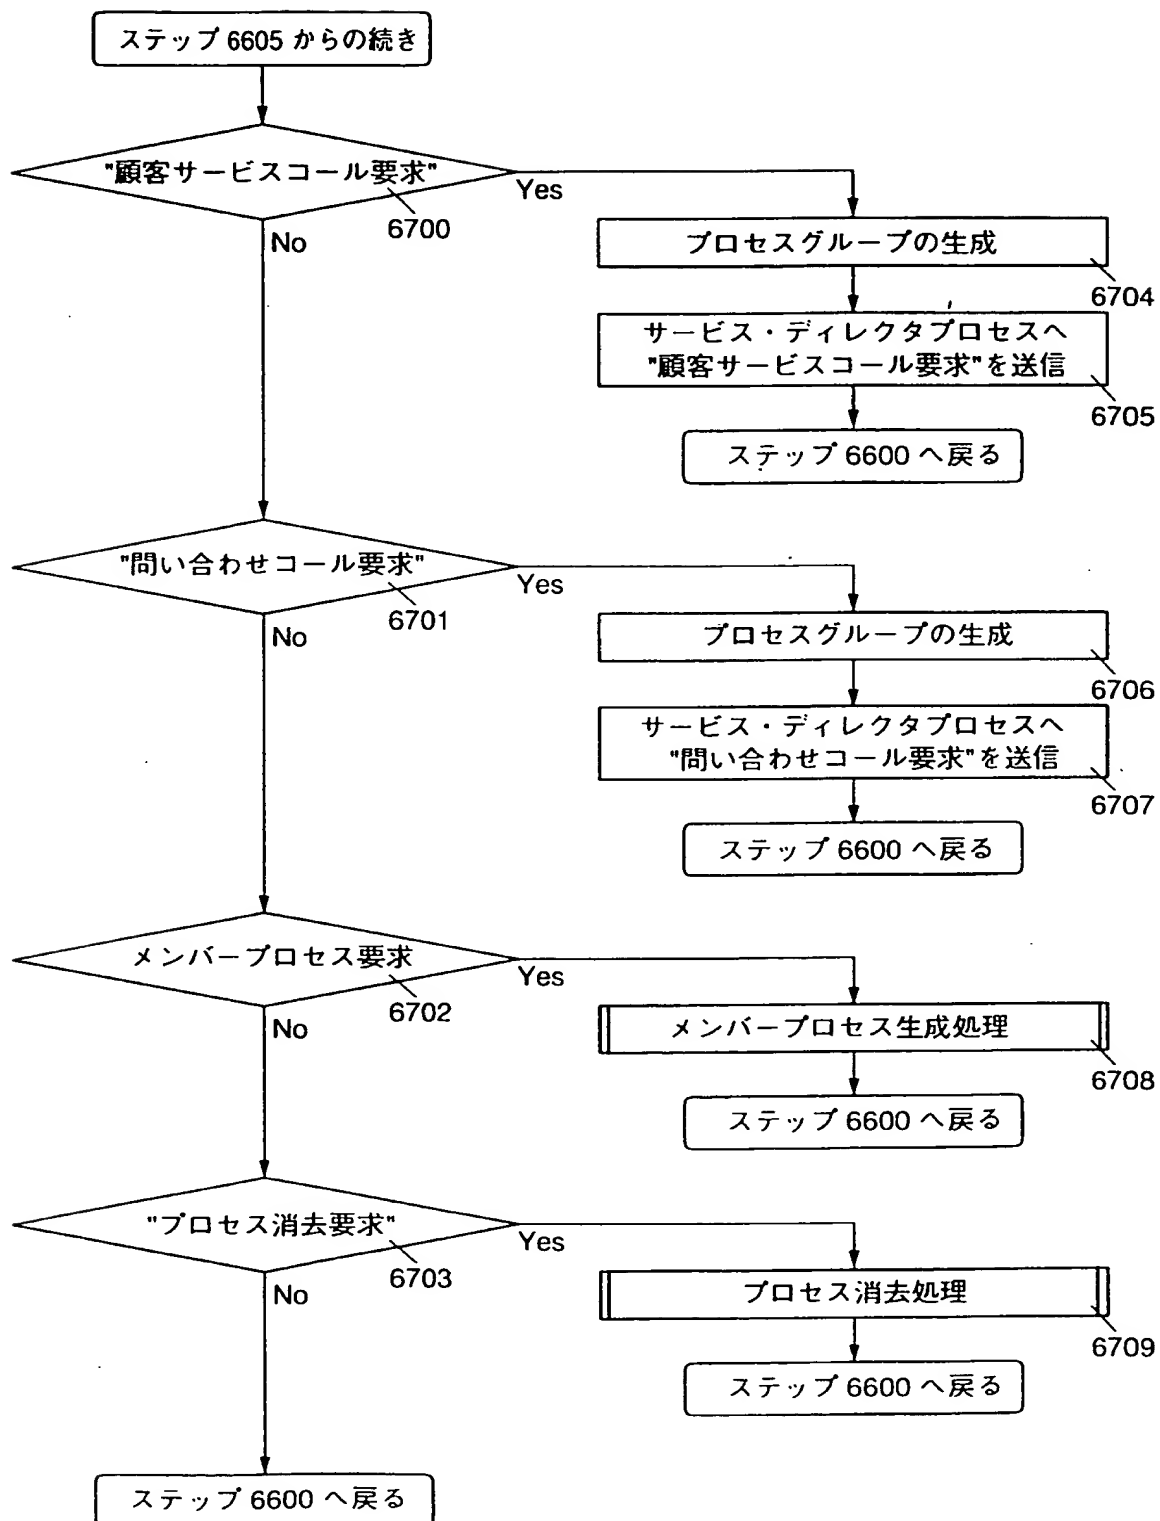 ステップ 6605 からの続き
"顧客サービスコール要求"
Yes
6700
No
プロセスグループの生成
6704
サービス・ディレクタプロセスへ
"顧客サービスコール要求"を送信
6705
ステップ 6600 へ戻る
"問い合わせコール要求"
Yes
6701
No
プロセスグループの生成
6706
サービス・ディレクタプロセスへ
"問い合わせコール要求"を送信
6707
ステップ 6600 へ戻る
メンバープロセス要求
Yes
6702
No
メンバープロセス生成処理
6708
ステップ 6600 へ戻る
"プロセス消去要求"
Yes
6703
No
プロセス消去処理
6709
ステップ 6600 へ戻る
ステップ 6600 へ戻る